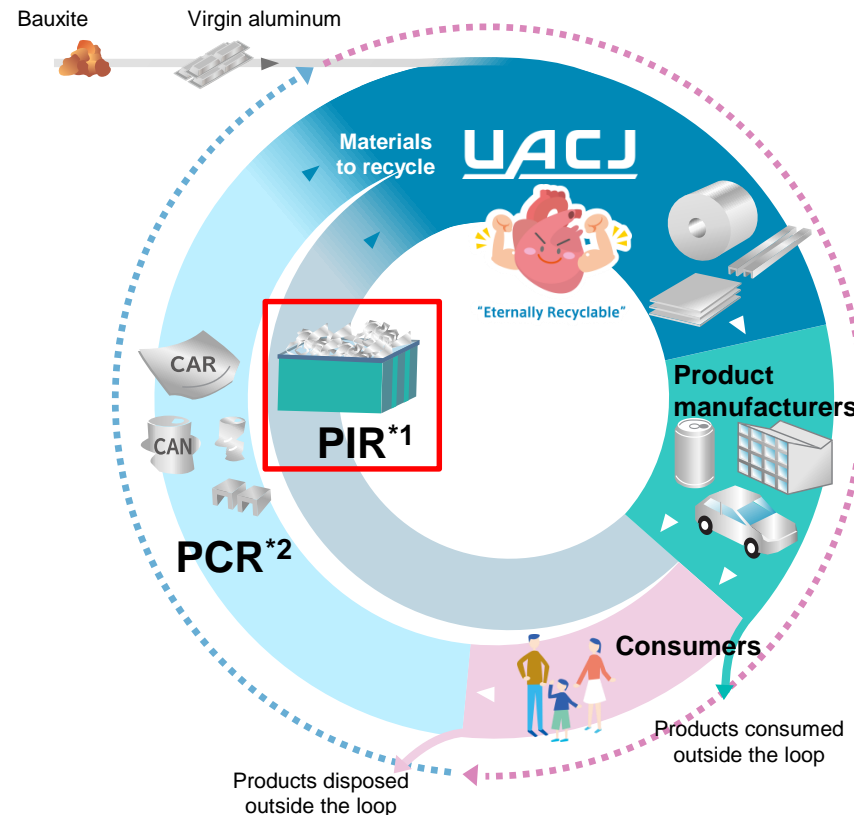 Bauxite
Virgin aluminum
Materials
to recycle
UACJ
"Eternally Recyclable"
CAR
CAN
PIR*1
PCR*2
Product
manufacturers
Consumers
Products consumed
outside the loop
Products disposed
outside the loop